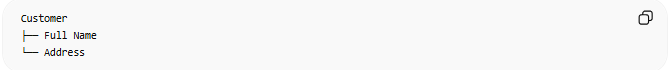 Customer
├── Full Name
└── Address